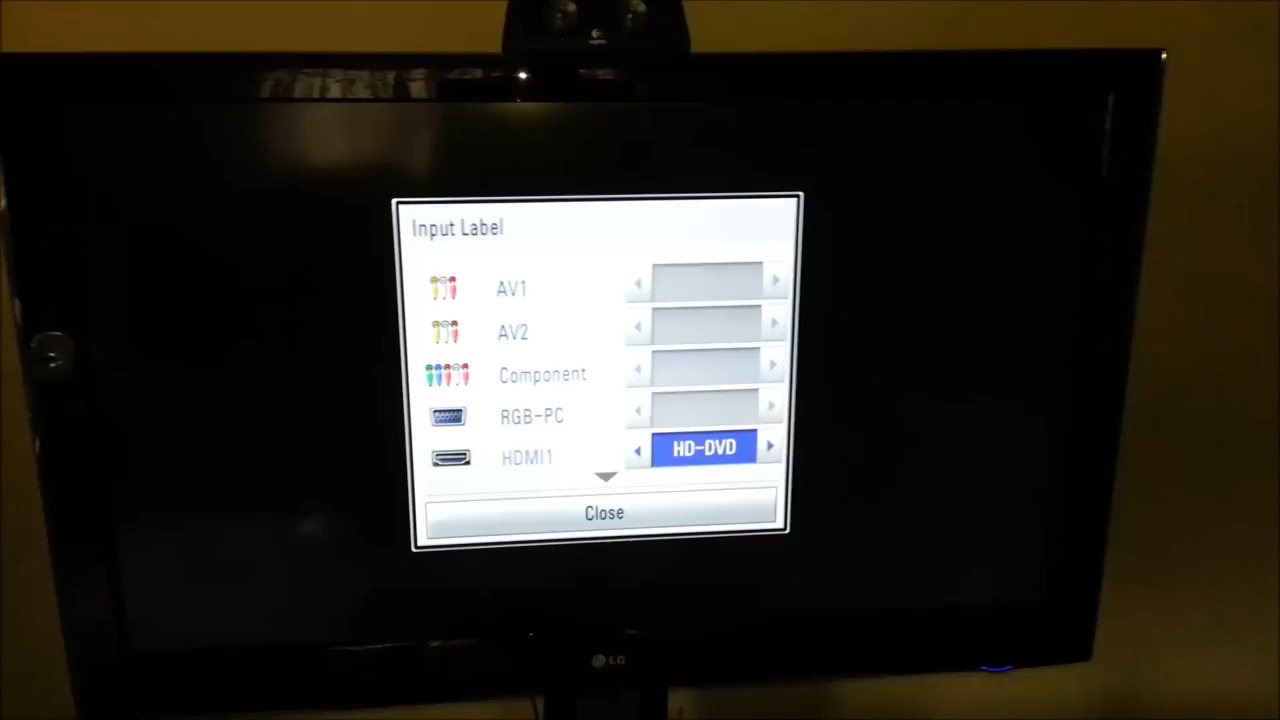 Input Label
AV1
AV2
Component
RGB-PC
HDMI1
HD-DVD
Close
LG